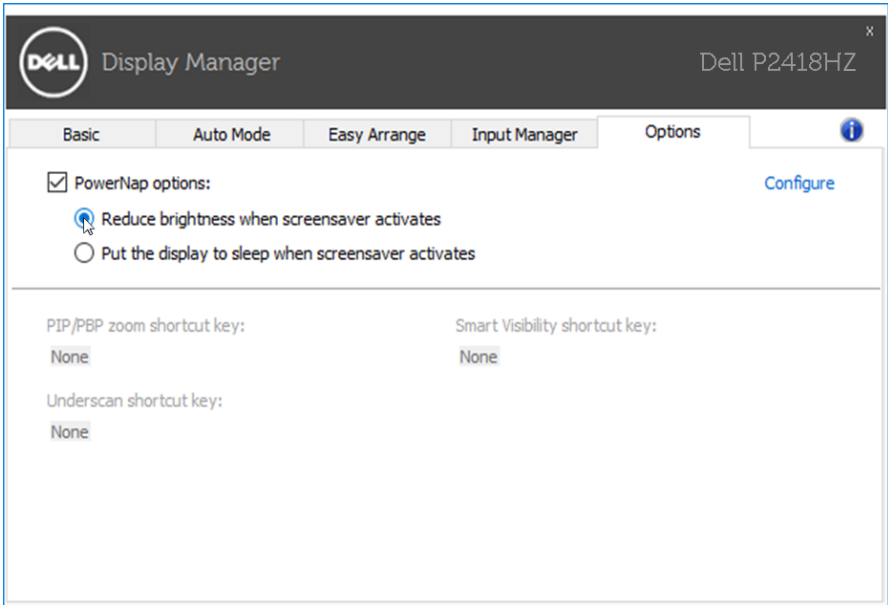 x
DELL Display Manager Dell P2418HZ
Basic Auto Mode Easy Arrange Input Manager Options i
PowerNap options: Configure
Reduce brightness when screensaver activates
Put the display to sleep when screensaver activates
PIP/PBP zoom shortcut key: Smart Visibility shortcut key:
None None
Underscan shortcut key:
None